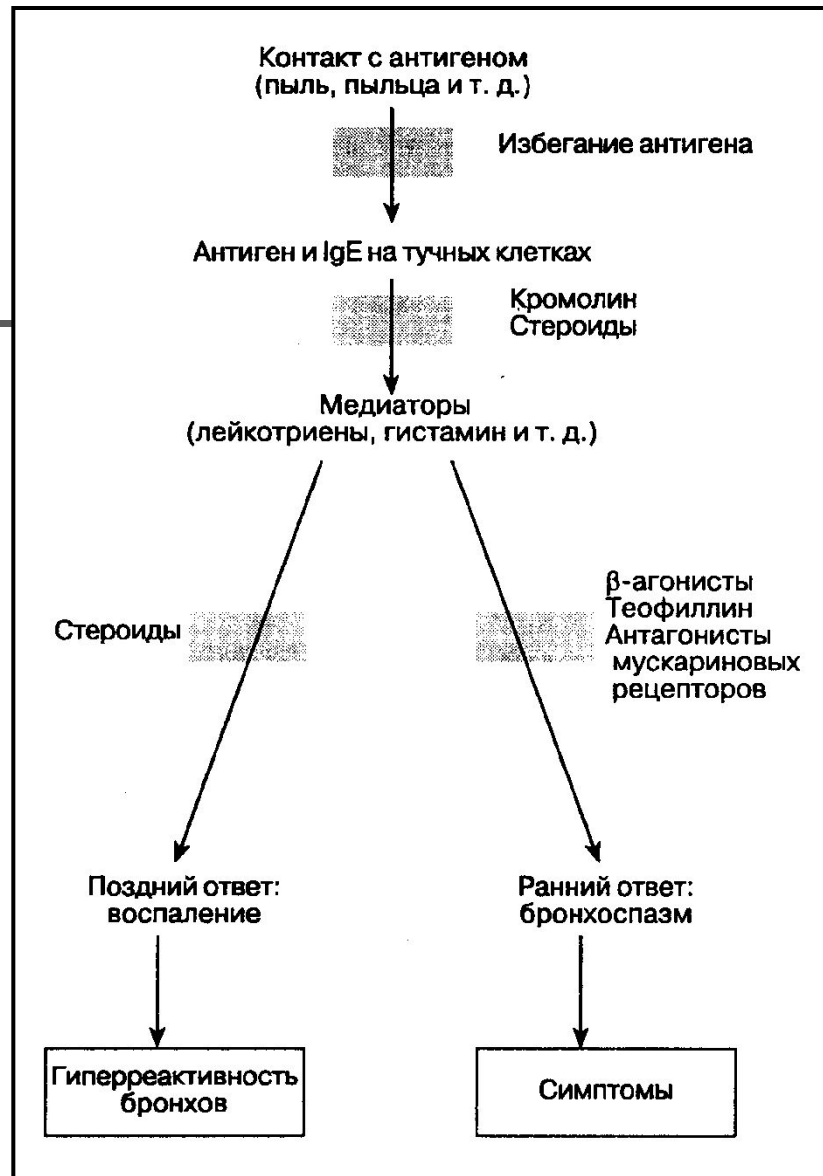 Контакт с антигеном
(пыль, пыльца и т. д.)
Избегание антигена
Антиген и IgE на тучных клетках
Кромолин
Стероиды
Медиаторы
(лейкотриены, гистамин и т. д.)
Стероиды
β-агонисты
Теофиллин
Антагонисты
мускариновых
рецепторов
Поздний ответ:
воспаление
Ранний ответ:
бронхоспазм
Гиперреактивность
бронхов
Симптомы